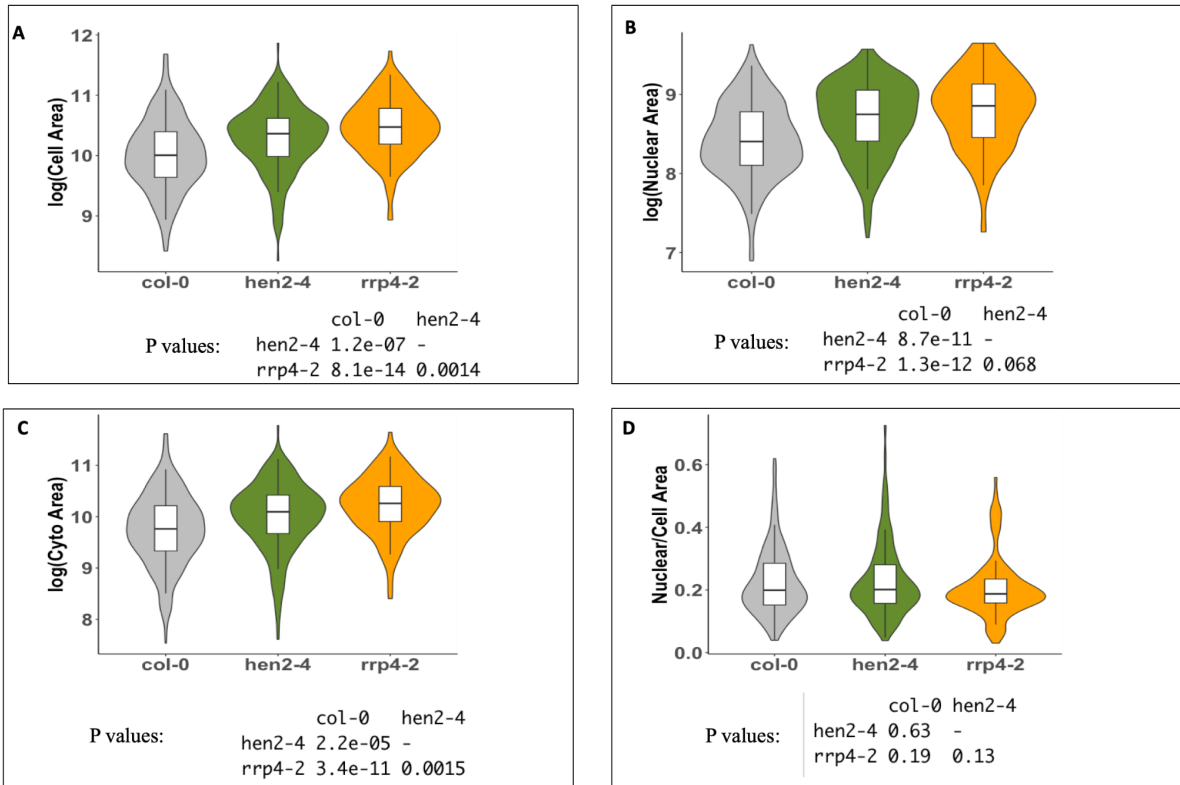 A
log(Cell Area)
12
11
10
9
col-0 hen2-4 rrp4-2
P values:
col-0 hen2-4
hen2-4 1.2e-07 -
rrp4-2 8.1e-14 0.0014
B
log(Nuclear Area)
9
8
7
col-0 hen2-4 rrp4-2
P values:
col-0 hen2-4
hen2-4 8.7e-11 -
rrp4-2 1.3e-12 0.068
C
log(Cyto Area)
11
10
9
8
col-0 hen2-4 rrp4-2
P values:
col-0 hen2-4
hen2-4 2.2e-05 -
rrp4-2 3.4e-11 0.0015
D
Nuclear/Cell Area
0.6
0.4
0.2
0.0
col-0 hen2-4 rrp4-2
P values:
col-0 hen2-4
hen2-4 0.63 -
rrp4-2 0.19 0.13